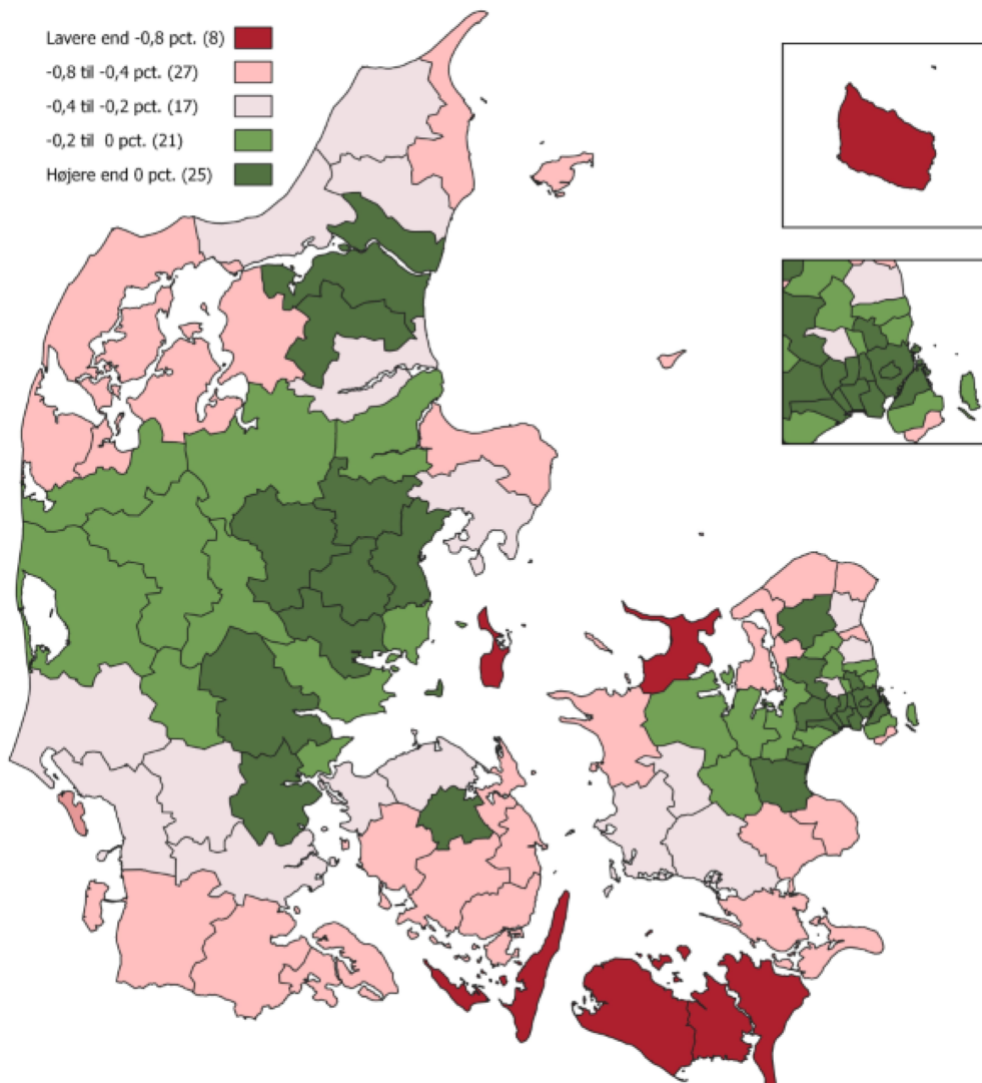 Lavere end -0,8 pct. (8)
-0,8 til -0,4 pct. (27)
-0,4 til -0,2 pct. (17)
-0,2 til 0 pct. (21)
Højere end 0 pct. (25)